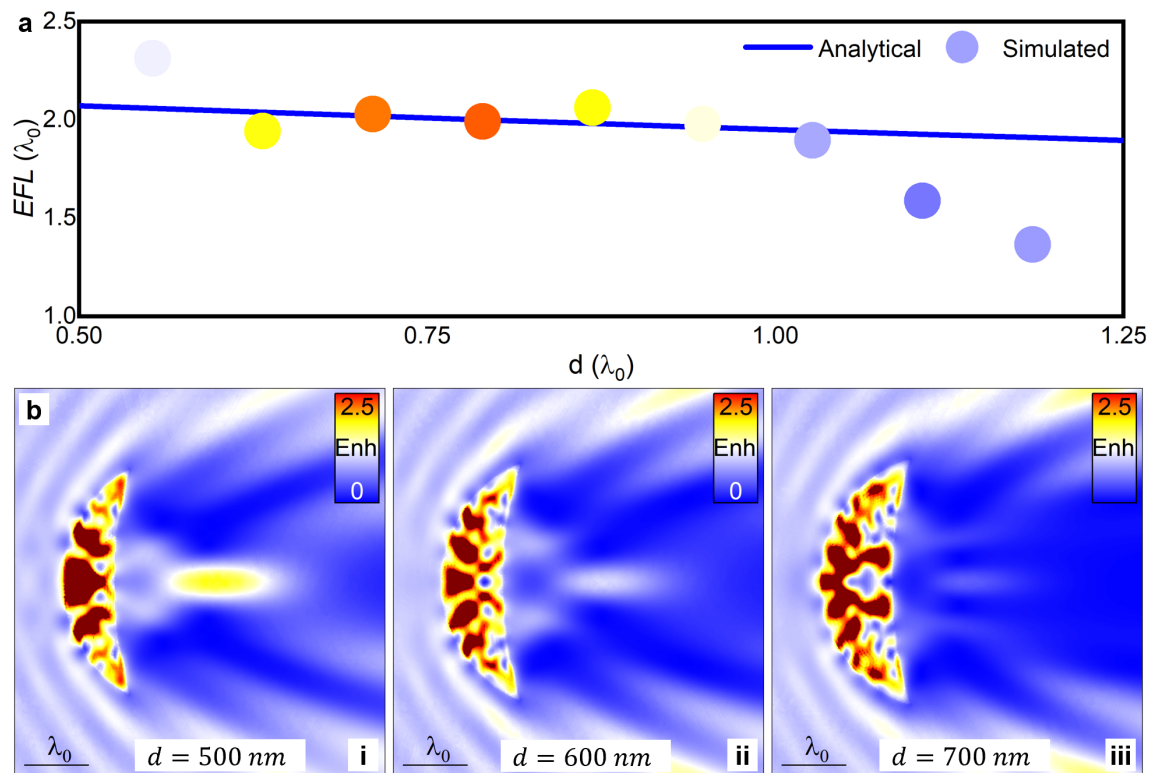 a
2.5
2.0
1.5
1.0
EFL (λ₀)
Analytical
Simulated
0.50
0.75
1.00
1.25
d (λ₀)
b
2.5
Enh
0
λ₀
d = 500 nm
i
2.5
Enh
0
λ₀
d = 600 nm
ii
2.5
Enh
λ₀
d = 700 nm
iii